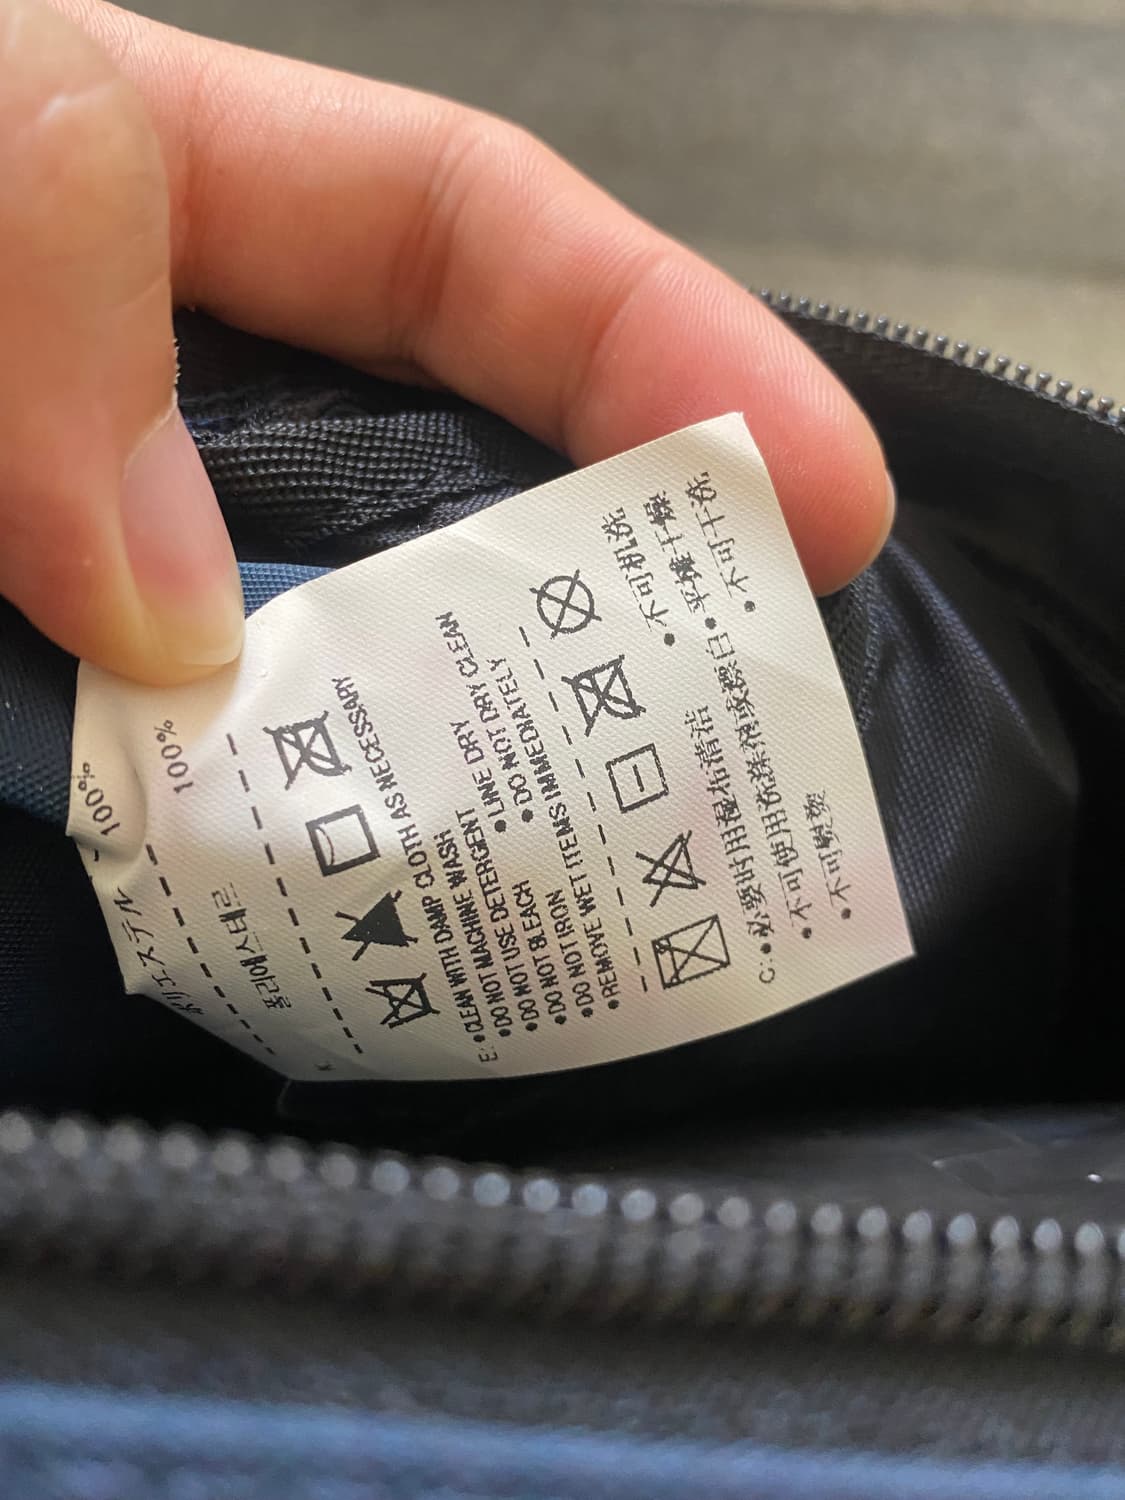 ポリエステル 100%
폴리에스테르 100%
K
E: •CLEAN WITH DAMP CLOTH AS NECESSARY
•DO NOT MACHINE WASH
•DO NOT USE DETERGENT •LINE DRY
•DO NOT BLEACH •DO NOT DRY CLEAN
•DO NOT IRON
•REMOVE WET ITEMS IMMEDIATELY
C: •必要时用湿布清洁 •不可机洗
•不可使用洗涤剂或漂白 •平摊干燥
•不可熨烫 •不可干洗